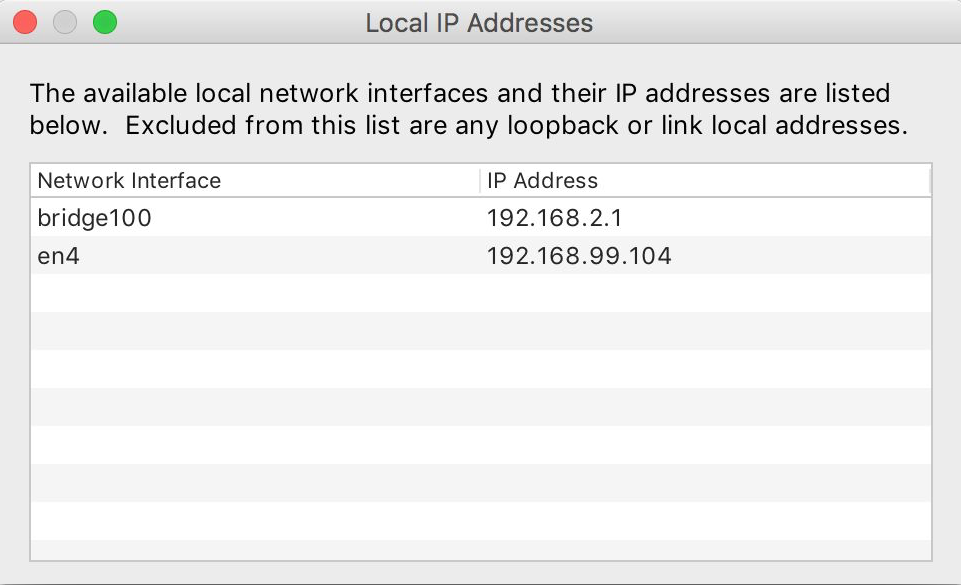 Local IP Addresses
The available local network interfaces and their IP addresses are listed
below.  Excluded from this list are any loopback or link local addresses.
Network Interface IP Address
bridge100 192.168.2.1
en4 192.168.99.104